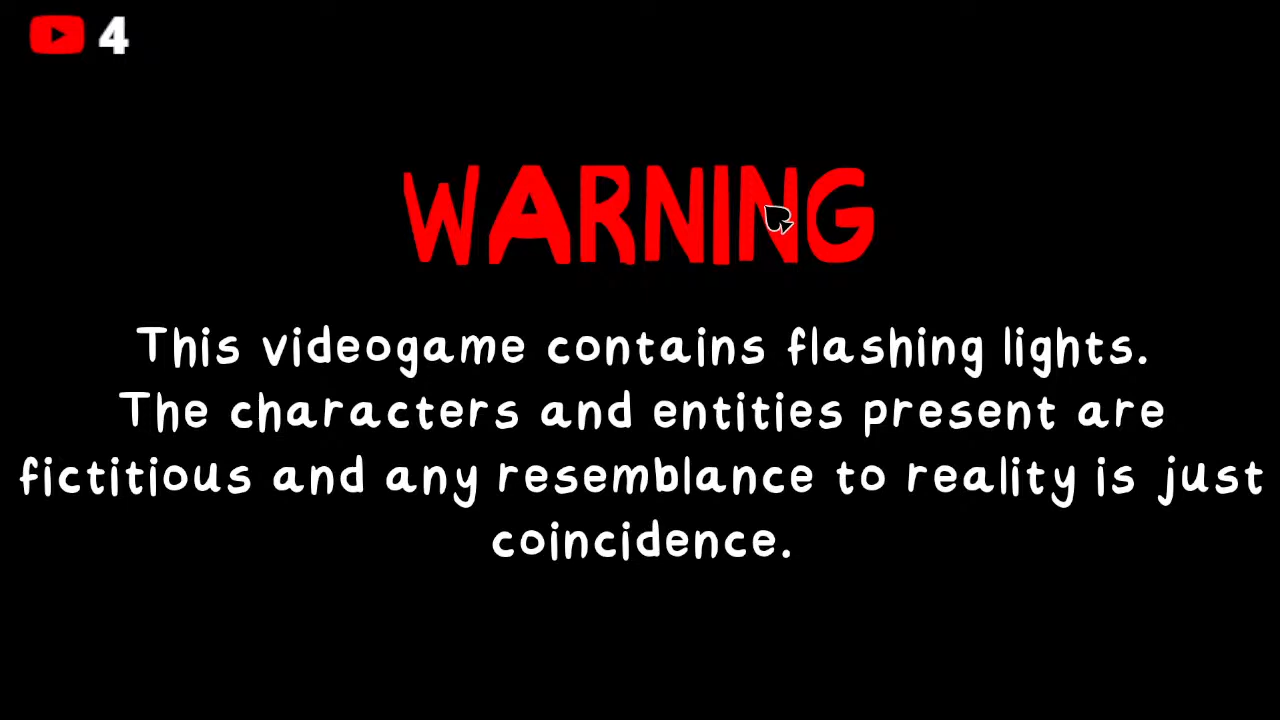 4
WARNING
This videogame contains flashing lights.
The characters and entities present are
fictitious and any resemblance to reality is just
coincidence.